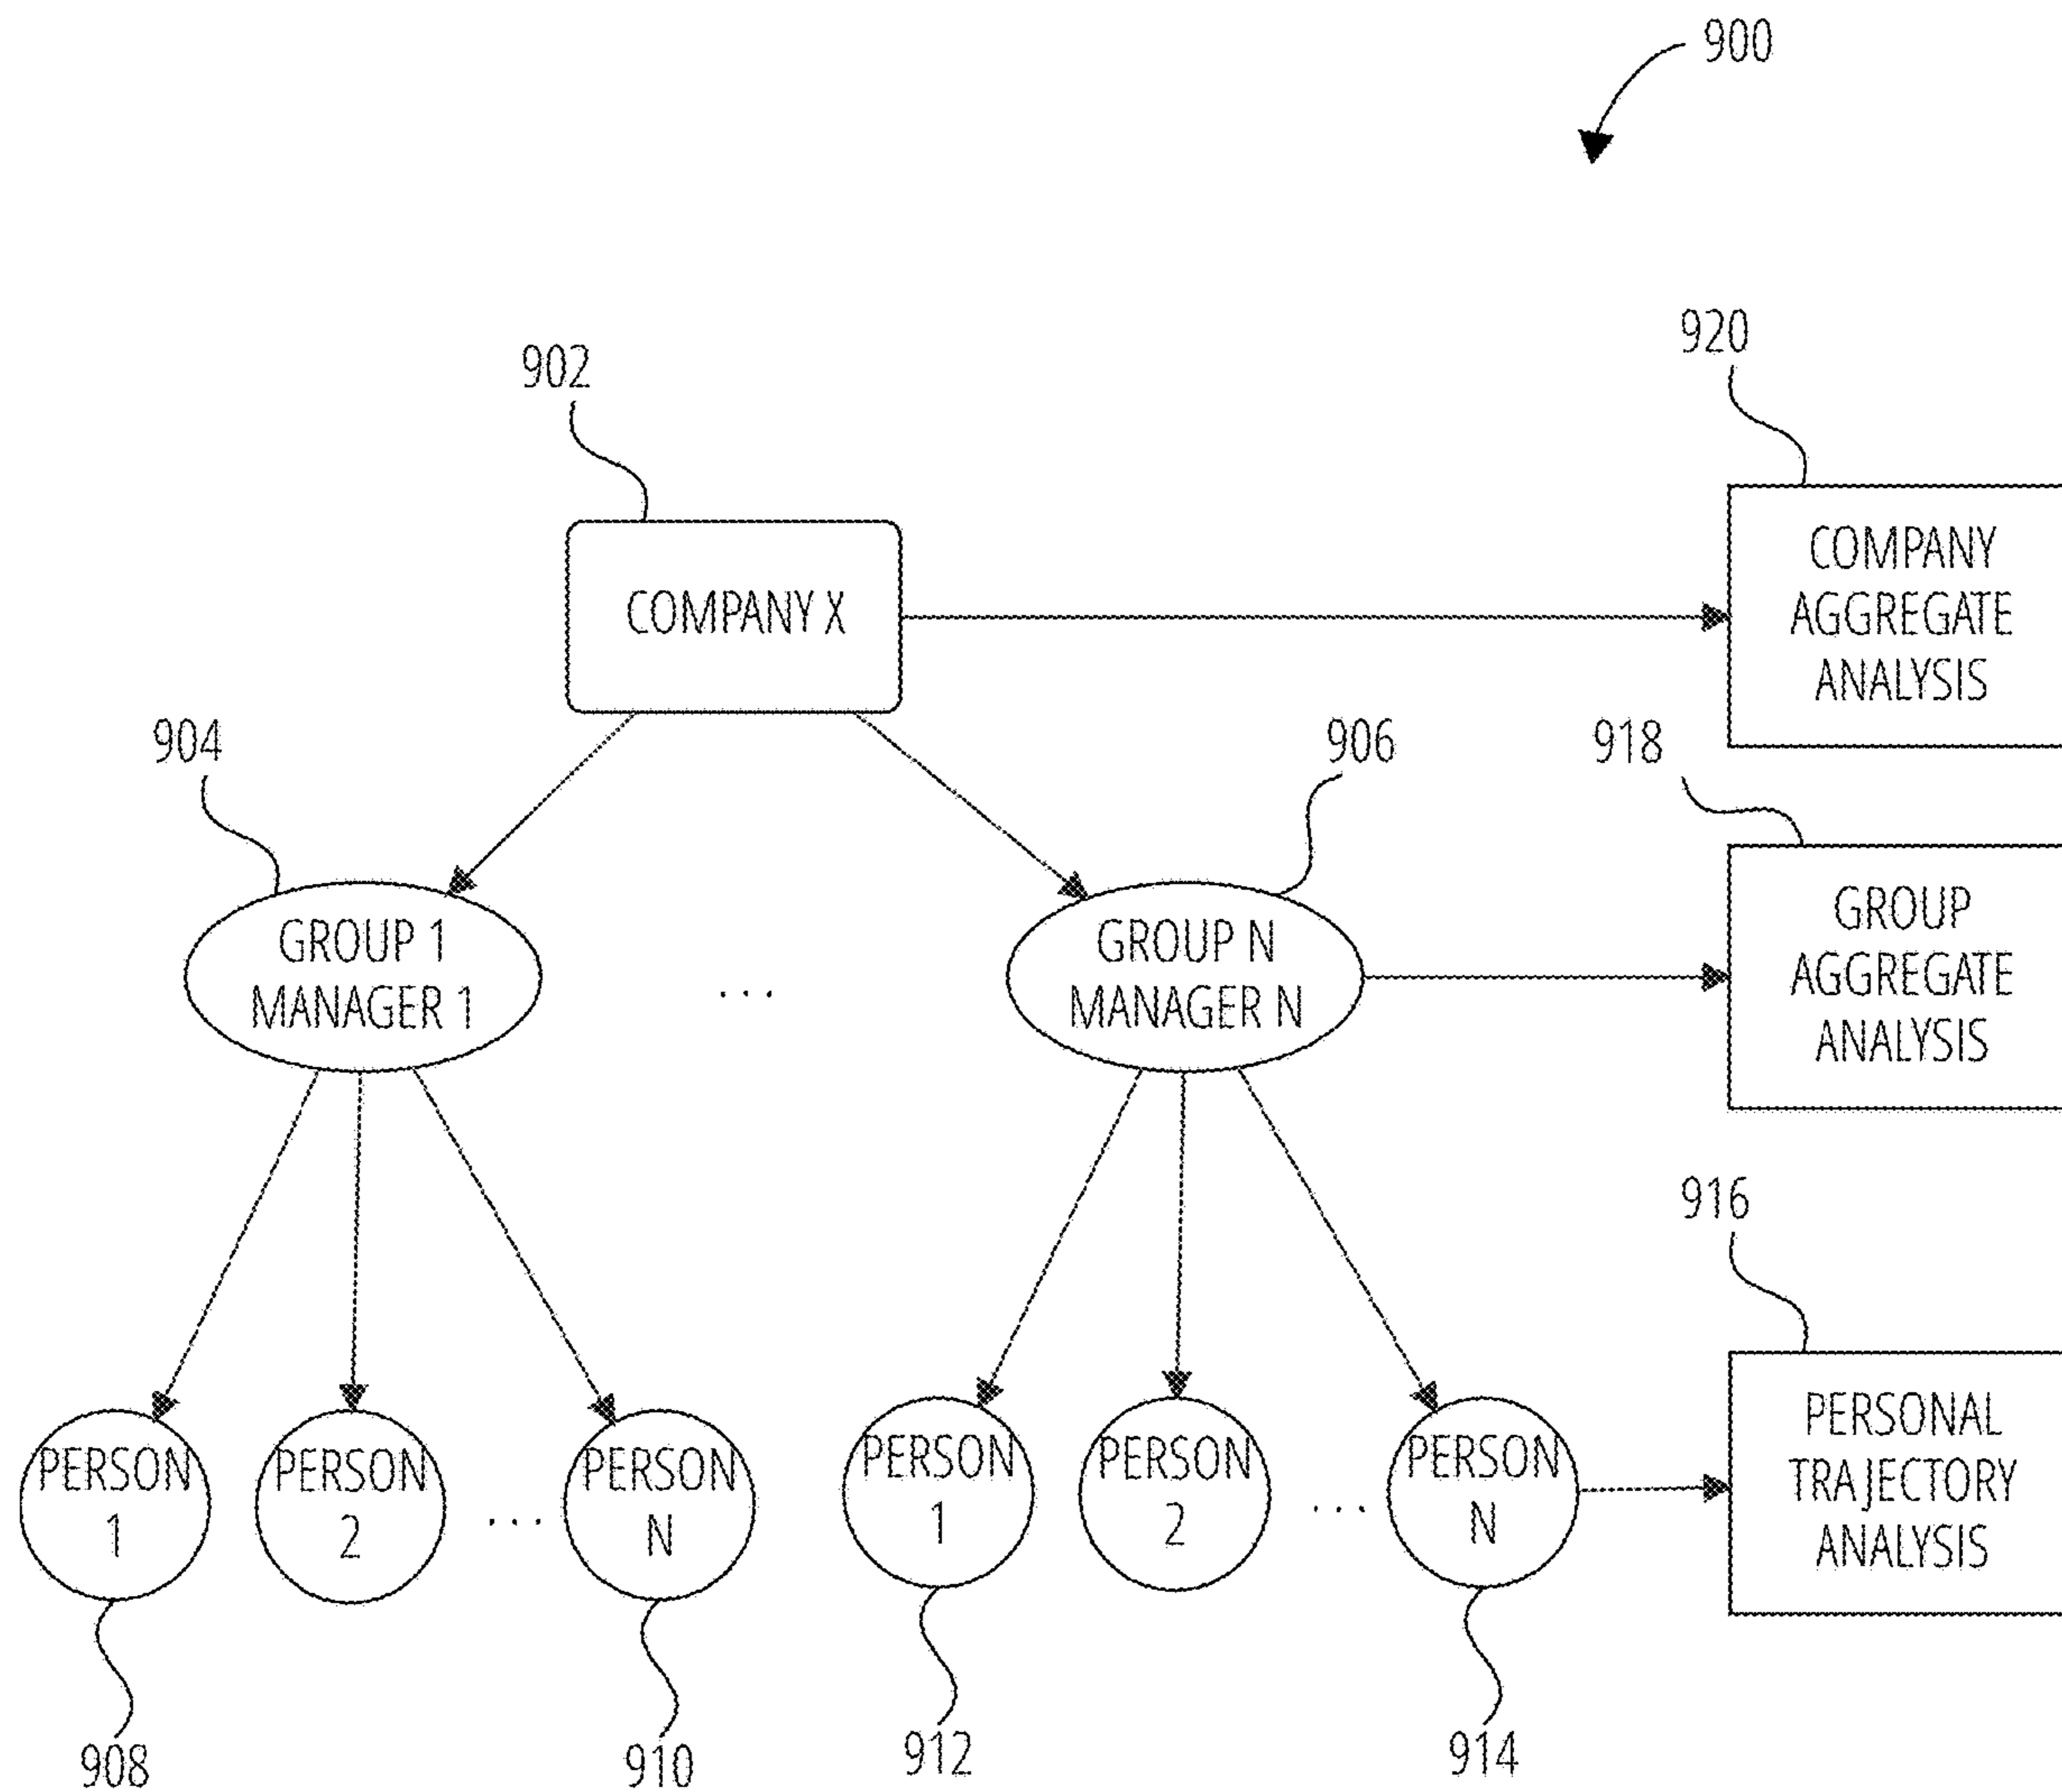 900
920
902
COMPANY
AGGREGATE
ANALYSIS
COMPANY X
904
906
918
GROUP 1
MANAGER 1
...
GROUP N
MANAGER N
GROUP
AGGREGATE
ANALYSIS
916
PERSON
1
PERSON
2
...
PERSON
N
PERSON
1
PERSON
2
...
PERSON
N
PERSONAL
TRAJECTORY
ANALYSIS
908
910
912
914